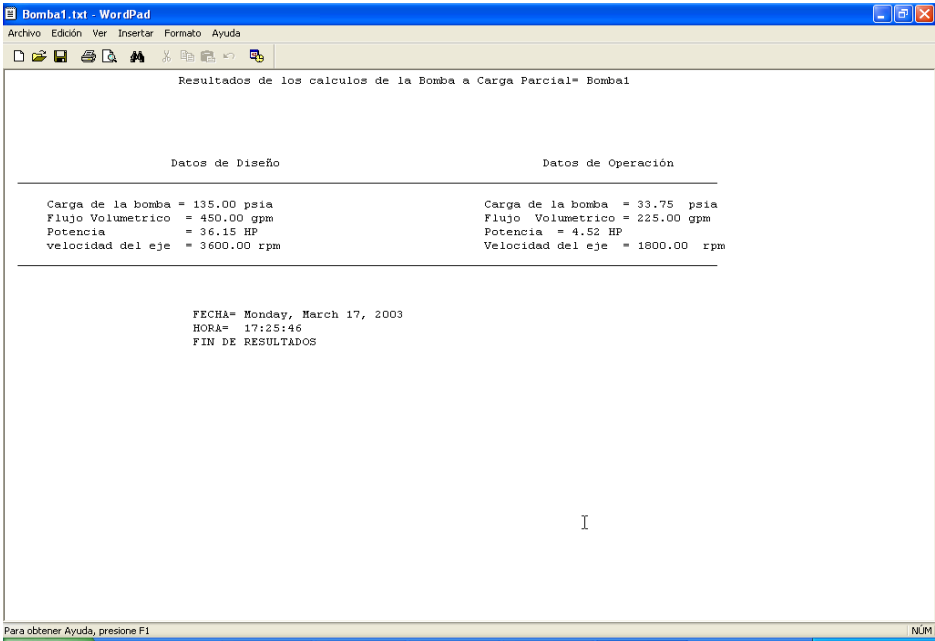 Bomba1.txt - WordPad
Archivo Edición Ver Insertar Formato Ayuda
Resultados de los calculos de la Bomba a Carga Parcial= Bomba1
Datos de Diseño Datos de Operación
Carga de la bomba = 135.00 psia Carga de la bomba = 33.75 psia
Flujo Volumetrico = 450.00 gpm Flujo Volumetrico = 225.00 gpm
Potencia = 36.15 HP Potencia = 4.52 HP
velocidad del eje = 3600.00 rpm Velocidad del eje = 1800.00 rpm
FECHA= Monday, March 17, 2003
HORA= 17:25:46
FIN DE RESULTADOS
Para obtener Ayuda, presione F1 NÚM